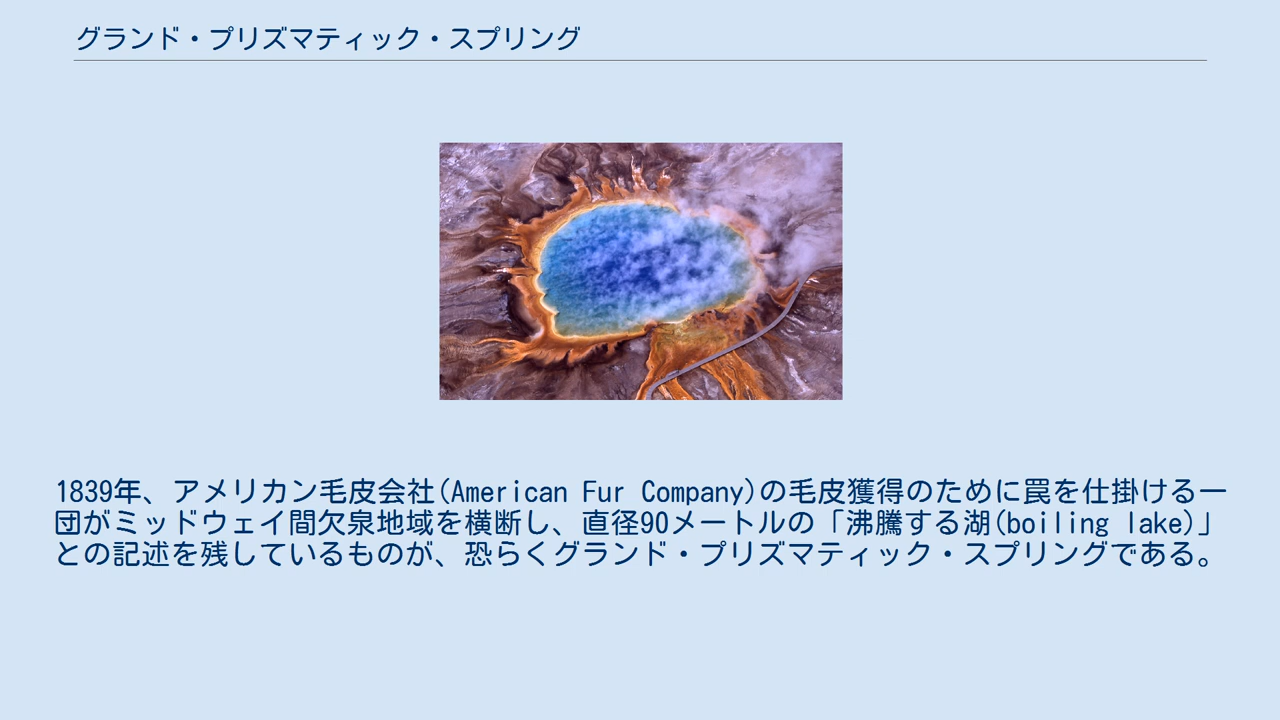 グランド・プリズマティック・スプリング
1839年、アメリカン毛皮会社(American Fur Company)の毛皮獲得のために罠を仕掛ける一
団がミッドウェイ間欠泉地域を横断し、直径90メートルの「沸騰する湖(boiling lake)」
との記述を残しているものが、恐らくグランド・プリズマティック・スプリングである。